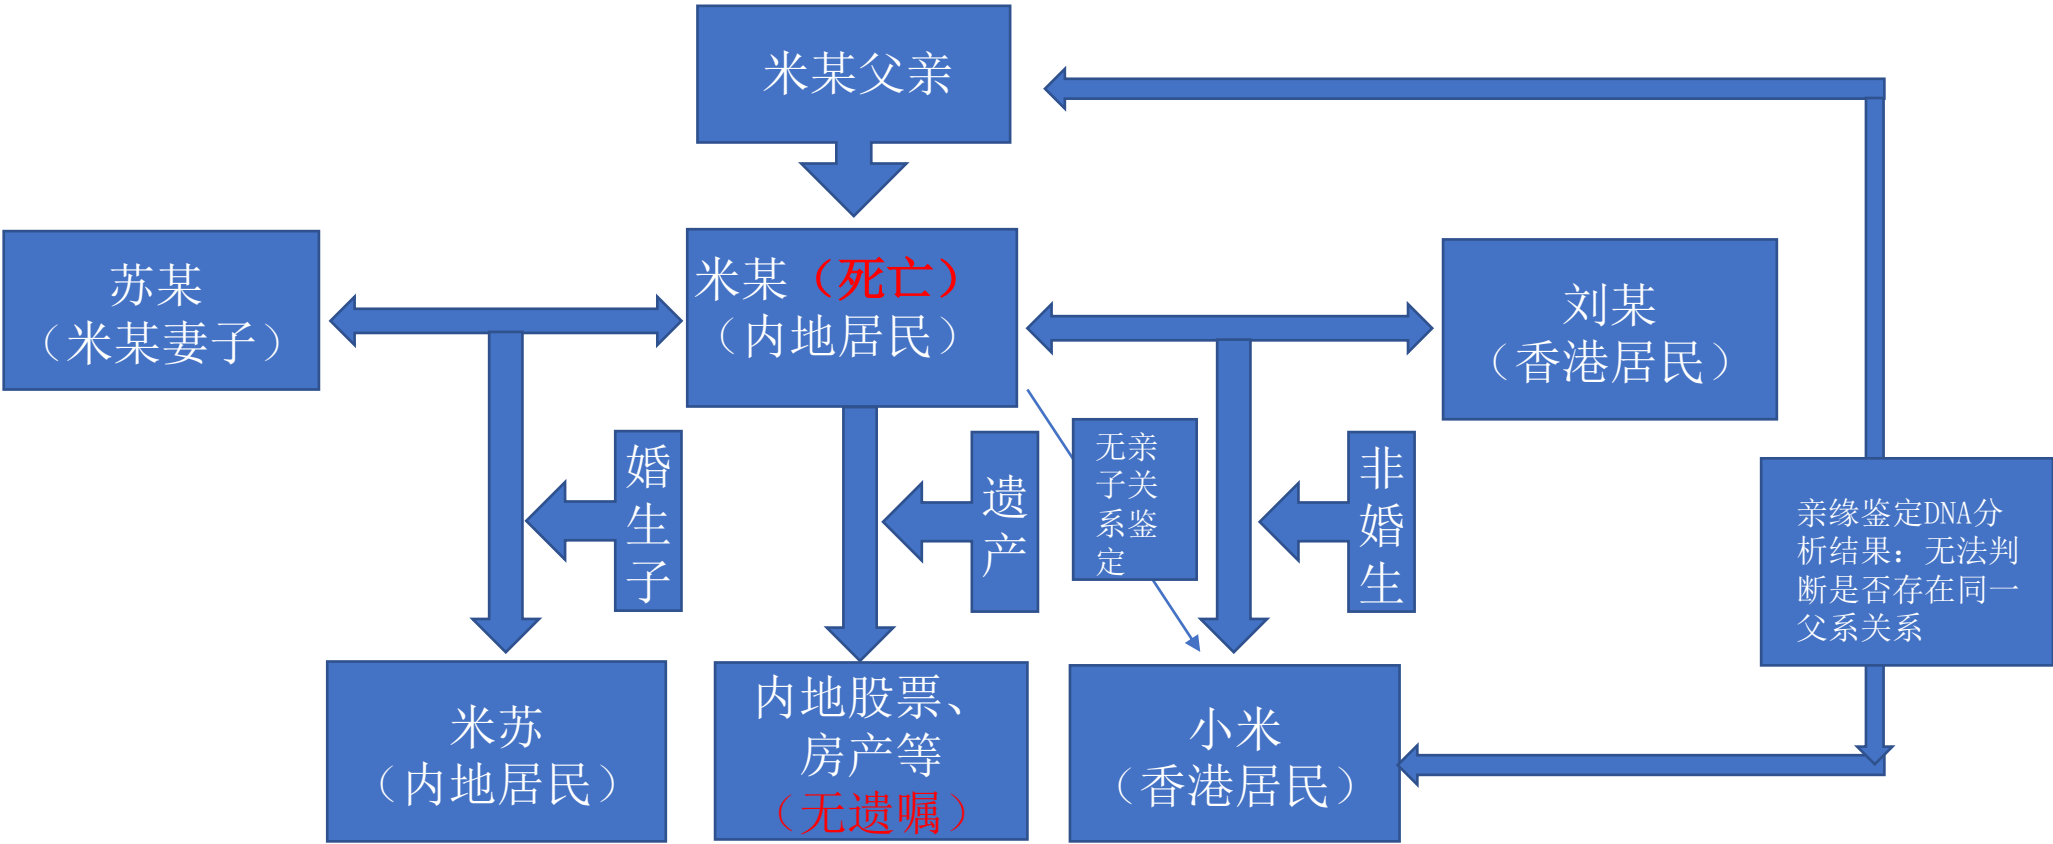 米某父亲
苏某
（米某妻子）
米某（死亡）
（内地居民）
刘某
（香港居民）
婚
生
子
遗
产
无亲
子关
系鉴
定
非
婚
生
亲缘鉴定DNA分
析结果：无法判
断是否存在同一
父系关系
米苏
（内地居民）
内地股票、
房产等
（无遗嘱）
小米
（香港居民）